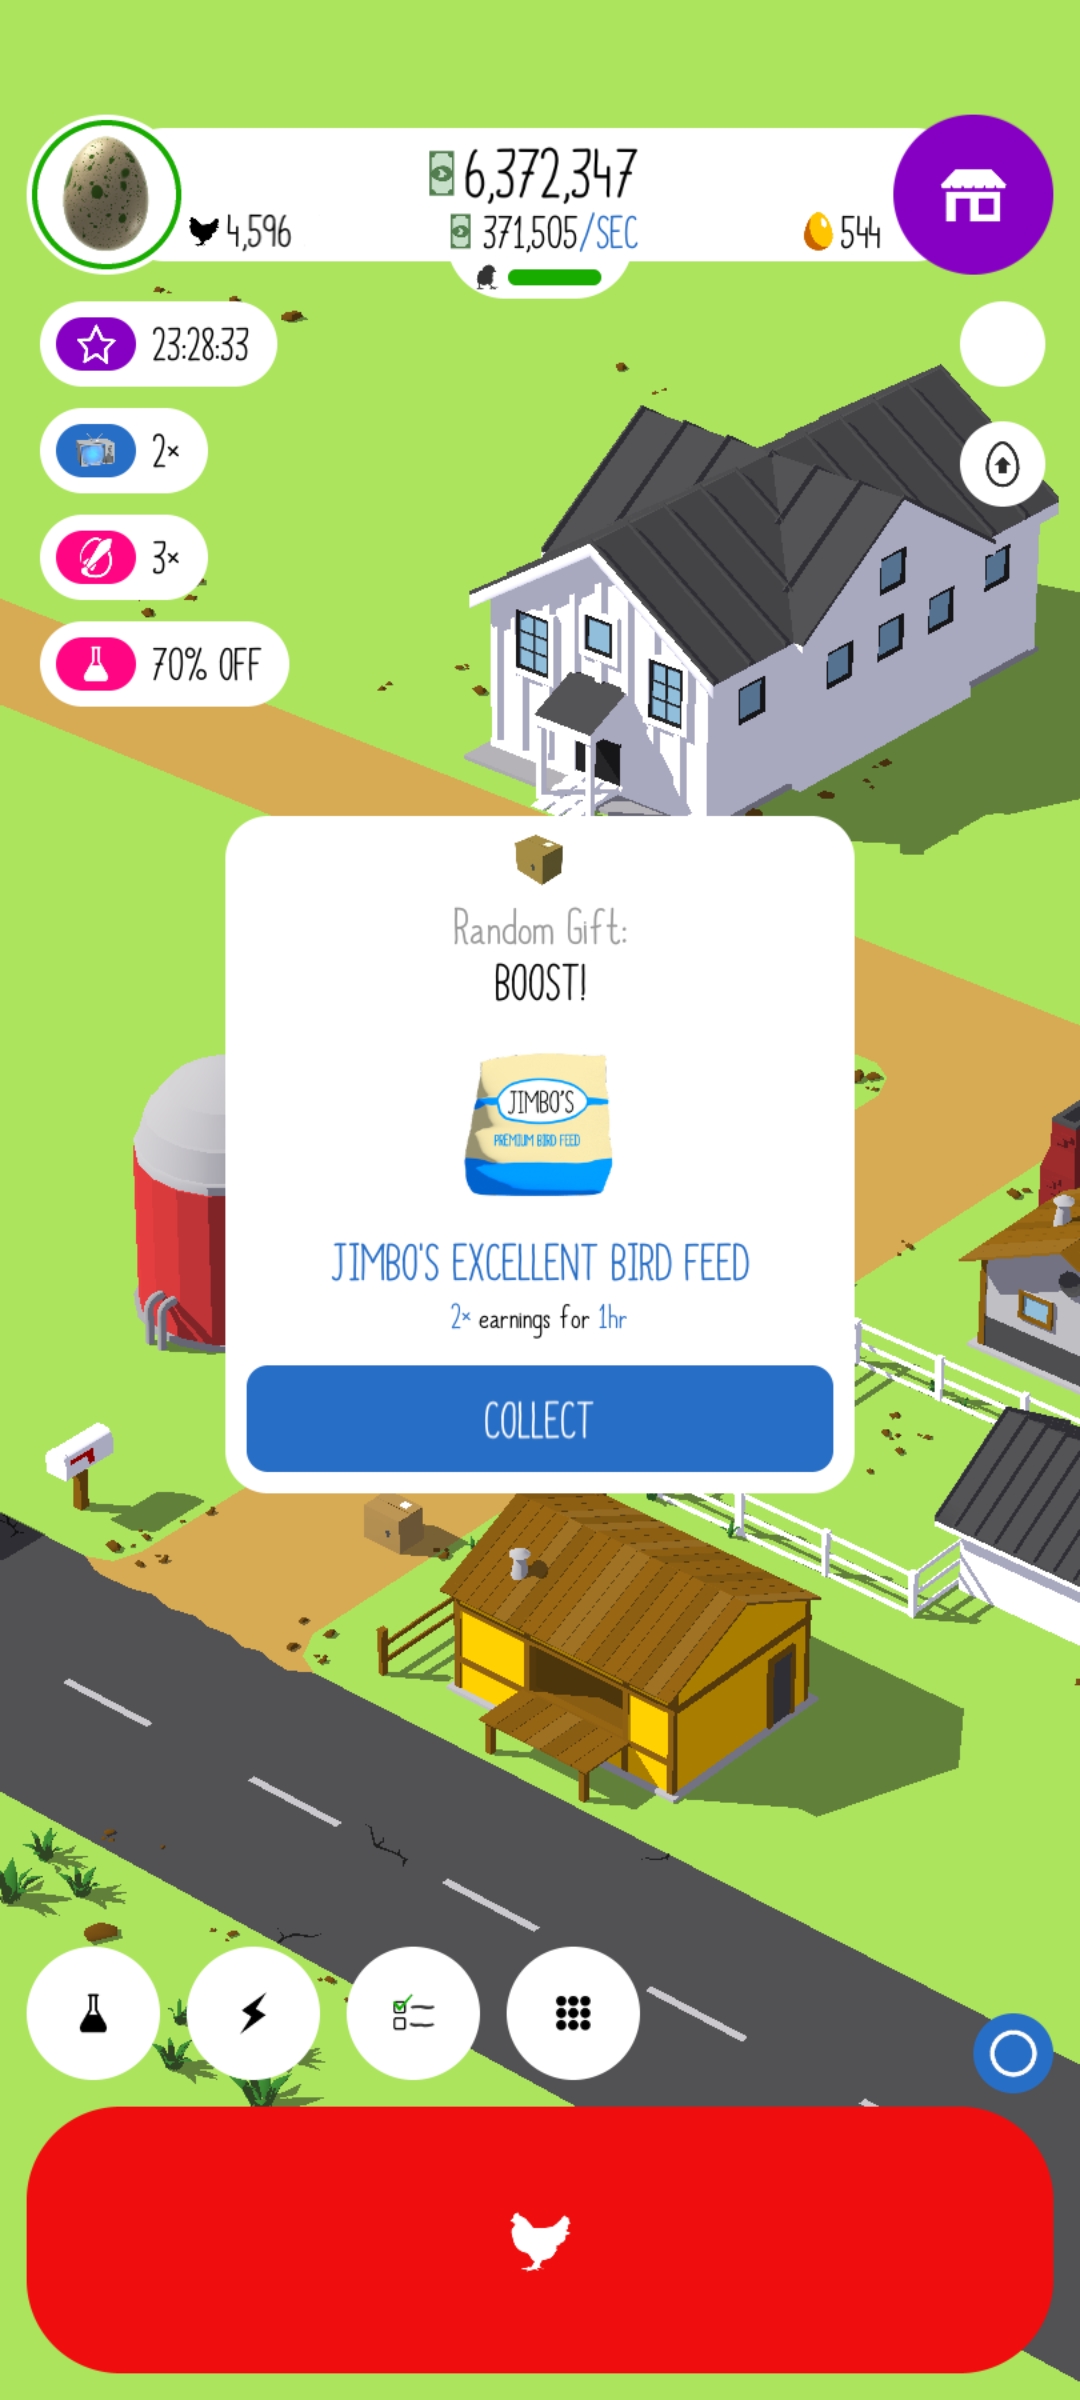 6,372,347
4,596
371,505/SEC
544
23:28:33
2×
3×
70% OFF
Random Gift:
BOOST!
JIMBO'S
PREMIUM BIRD FEED
JIMBO'S EXCELLENT BIRD FEED
2× earnings for 1hr
COLLECT